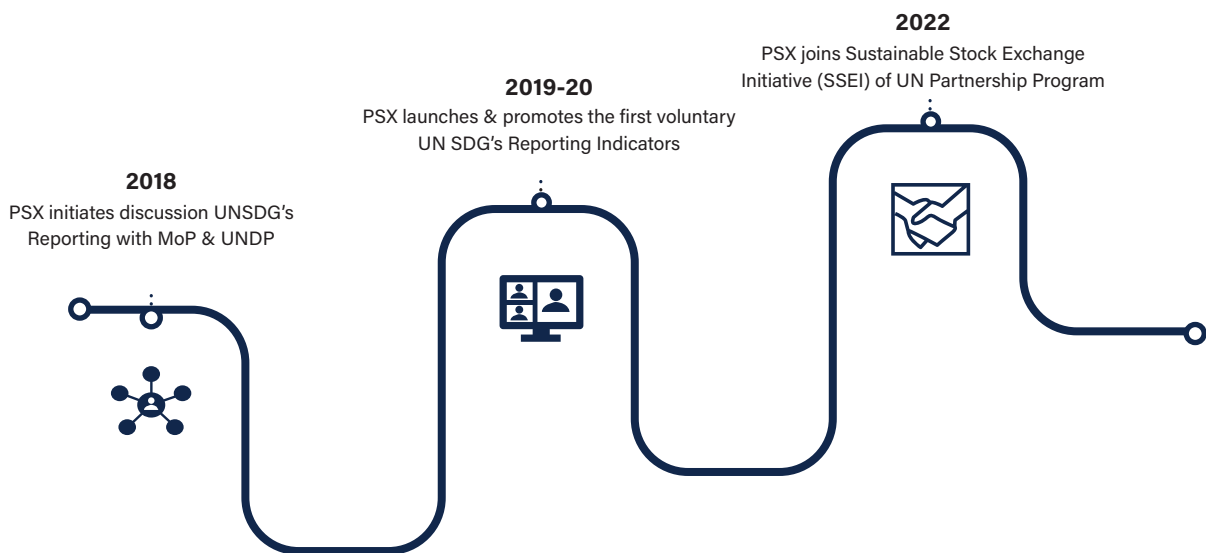 2018
PSX initiates discussion UNSDG's
Reporting with MoP & UNDP
2019-20
PSX launches & promotes the first voluntary
UN SDG's Reporting Indicators
2022
PSX joins Sustainable Stock Exchange
Initiative (SSEI) of UN Partnership Program